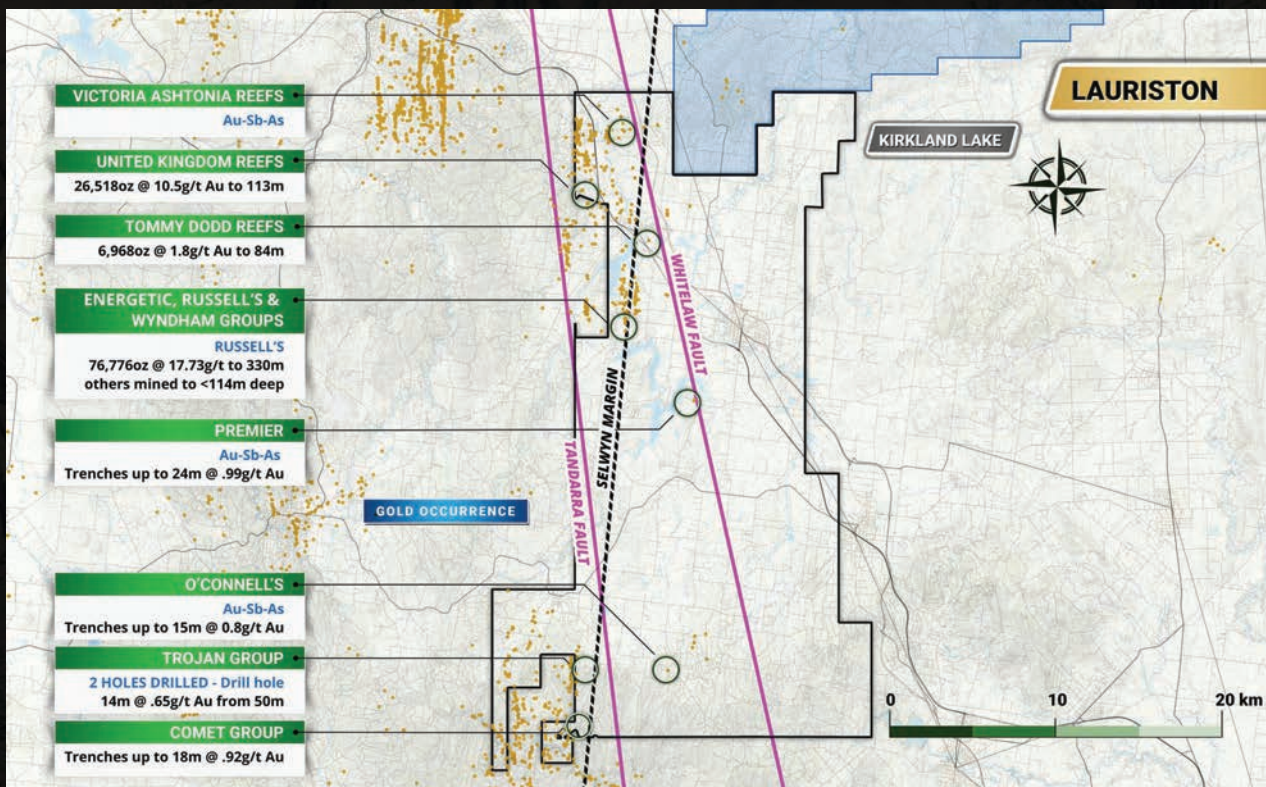 LAURISTON
KIRKLAND LAKE
VICTORIA ASHTONIA REEFS
Au-Sb-As
UNITED KINGDOM REEFS
26,518oz @ 10.5g/t Au to 113m
TOMMY DODD REEFS
6,968oz @ 1.8g/t Au to 84m
ENERGETIC, RUSSELL'S &
WYNDHAM GROUPS
RUSSELL'S
76,776oz @ 17.73g/t to 330m
others mined to <114m deep
PREMIER
Au-Sb-As
Trenches up to 24m @ .99g/t Au
GOLD OCCURRENCE
O'CONNELL'S
Au-Sb-As
Trenches up to 15m @ 0.8g/t Au
TROJAN GROUP
2 HOLES DRILLED - Drill hole
14m @ .65g/t Au from 50m
COMET GROUP
Trenches up to 18m @ .92g/t Au
TANDARRA FAULT
SELWYN MARGIN
WHITELAW FAULT
0 10 20 km